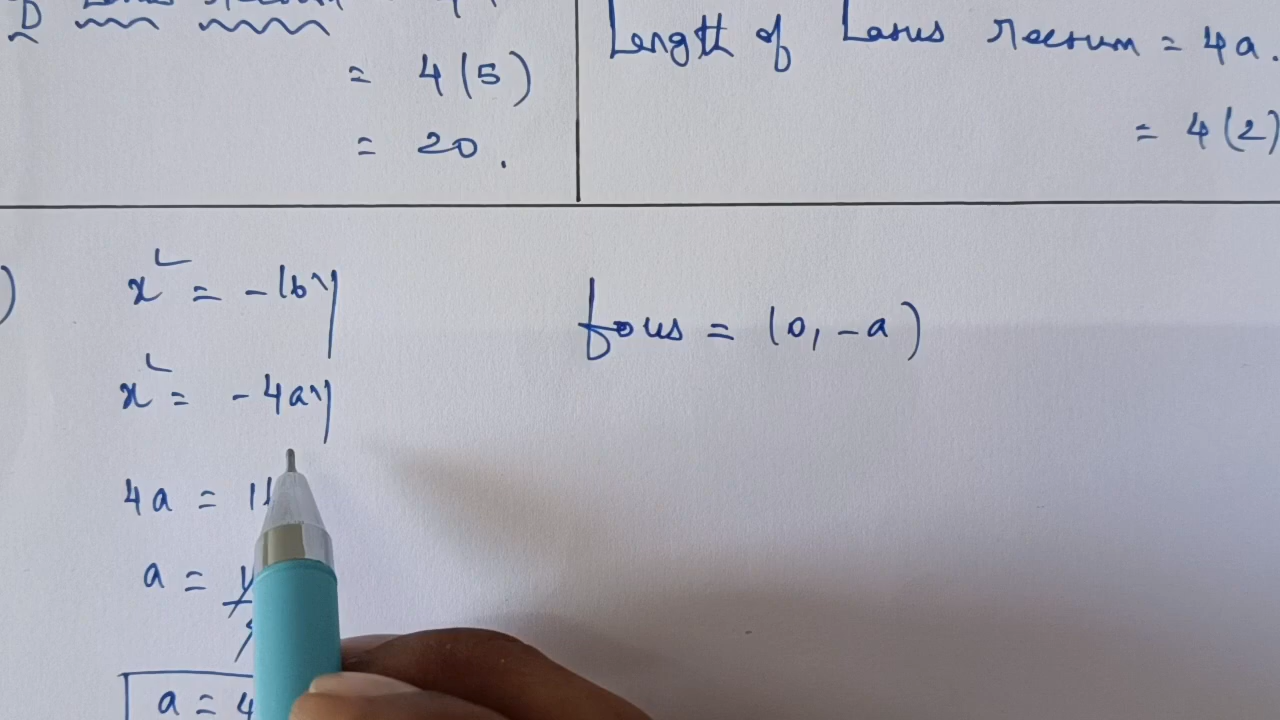 = 4(5)
= 20.
Length of Latus Rectum = 4a.
= 4(2)
)
x² = -16y
x² = -4ay
4a = 1
a =
a = 4
focus = (0, -a)